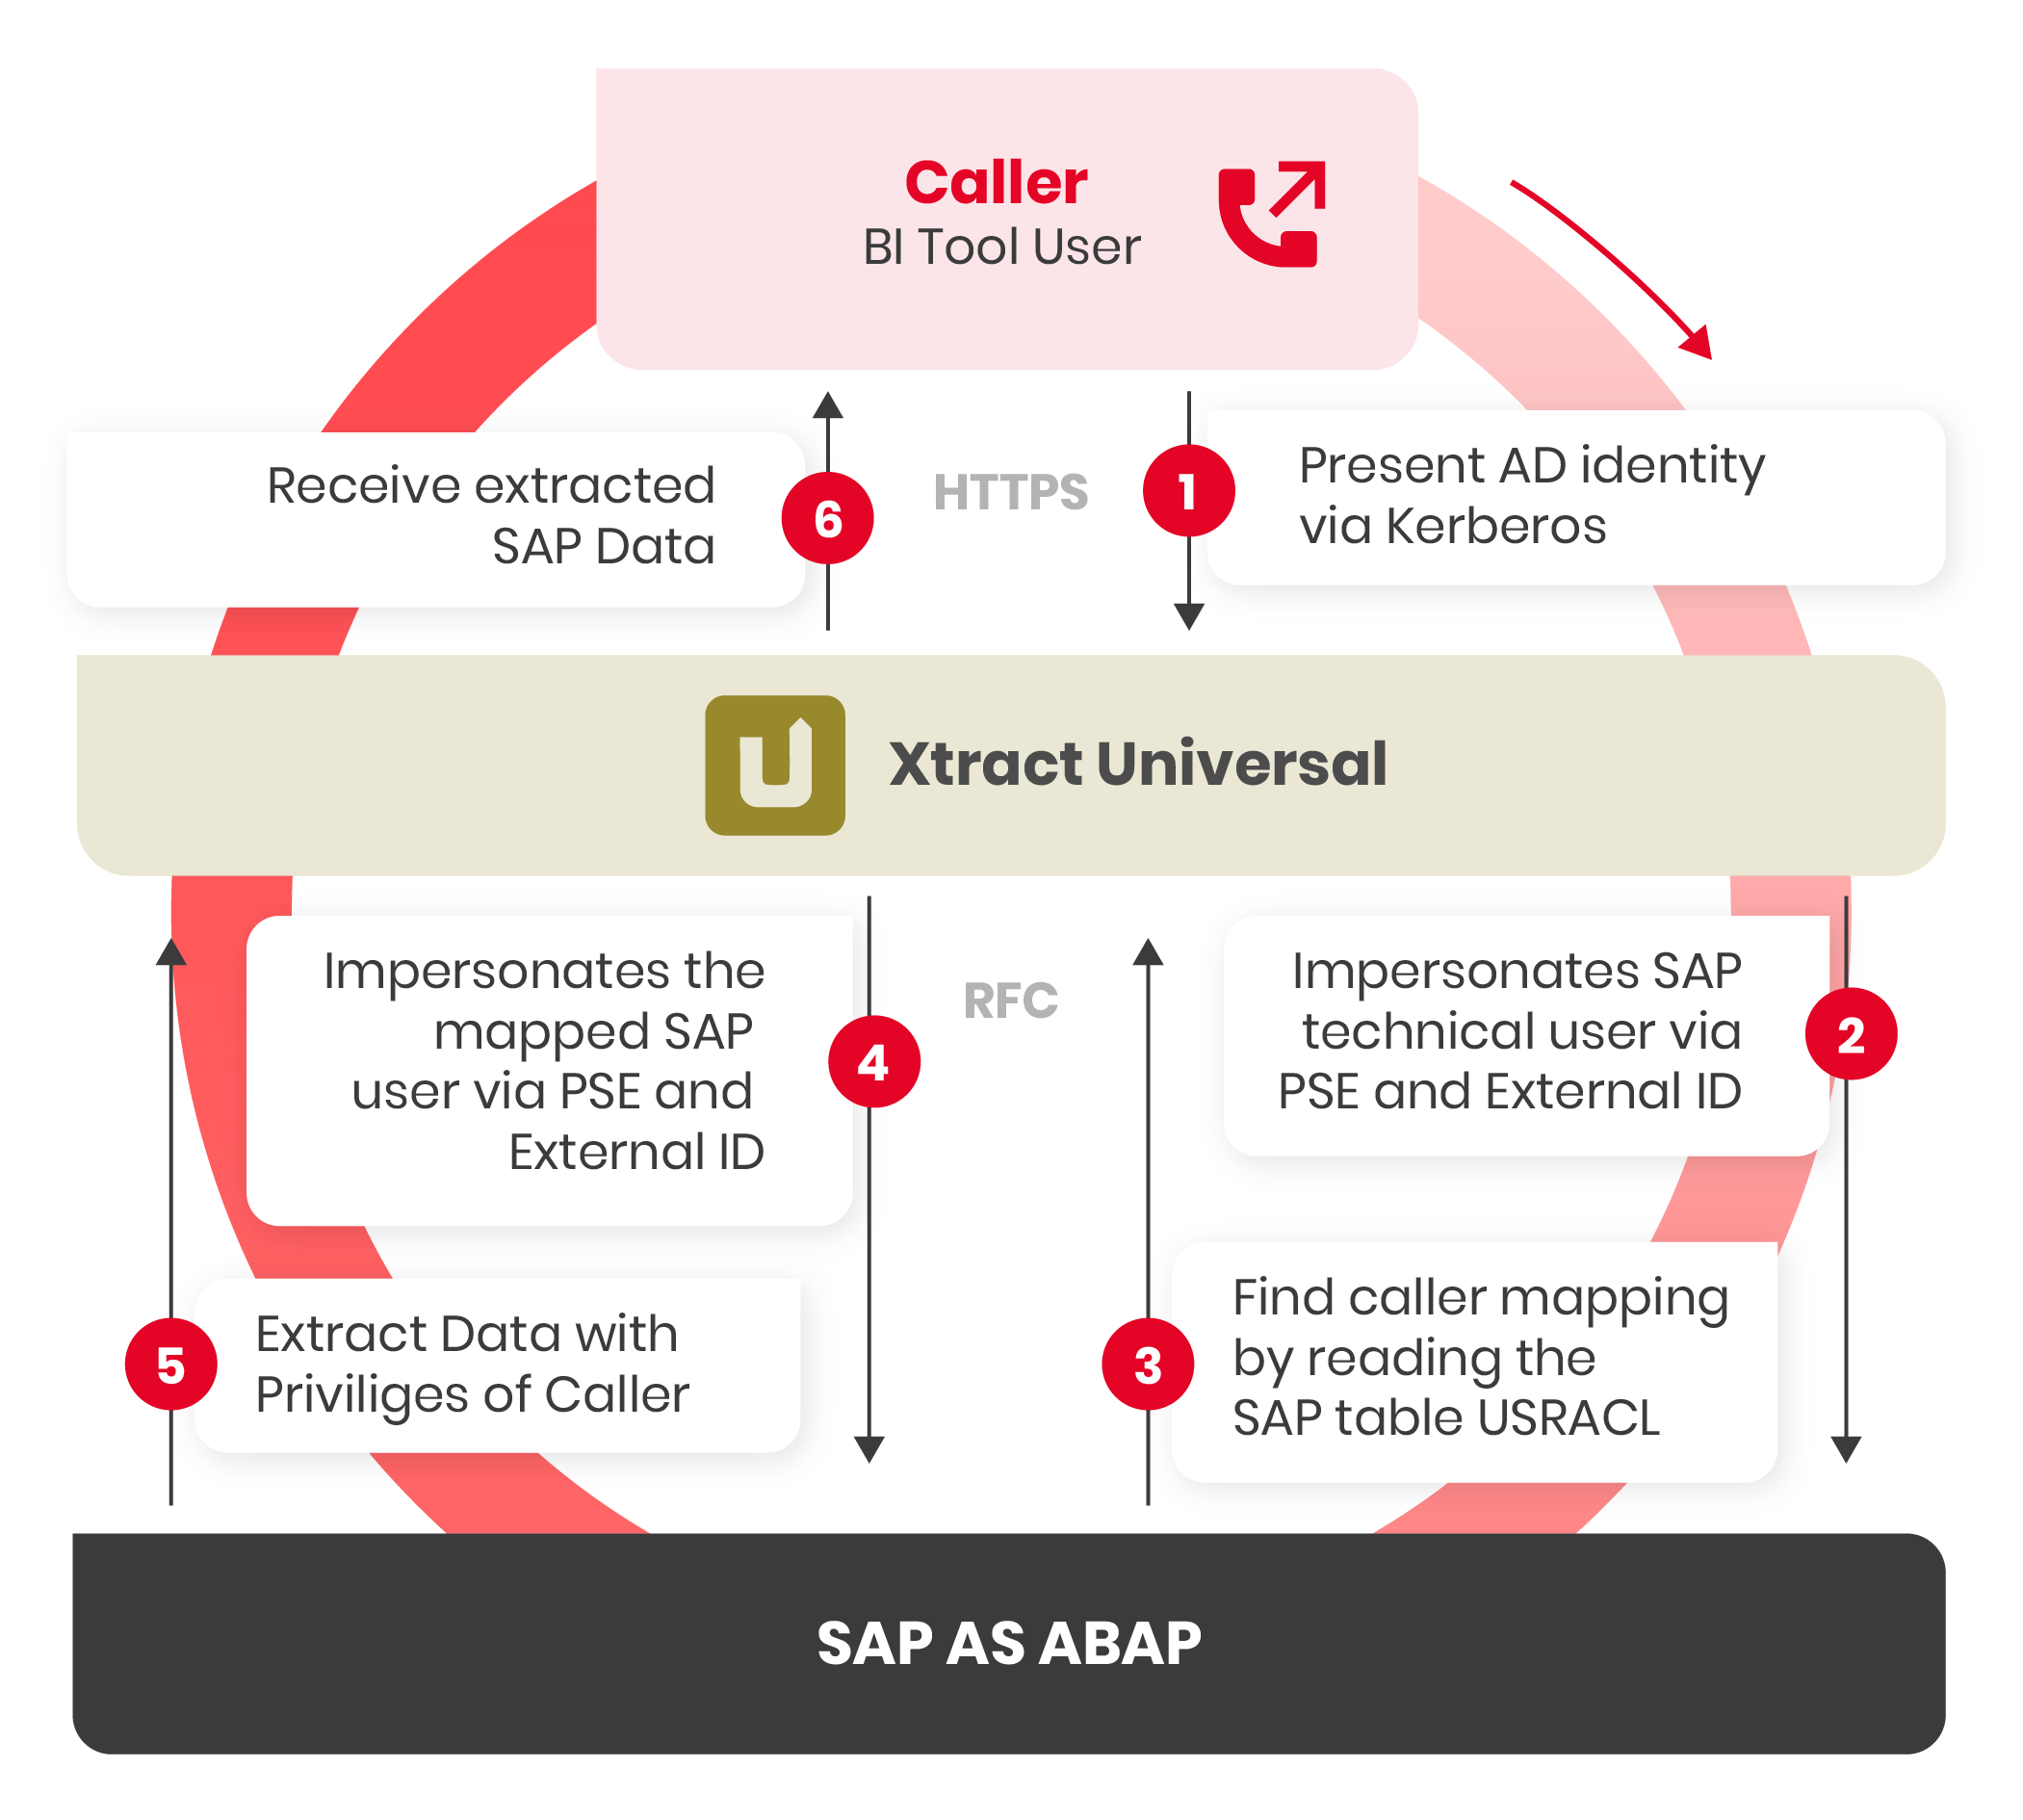 Caller
BI Tool User
Receive extracted
SAP Data
6
HTTPS
1
Present AD identity
via Kerberos
Xtract Universal
Impersonates the
mapped SAP
user via PSE and
External ID
4
RFC
Impersonates SAP
technical user via
PSE and External ID
2
5
Extract Data with
Priviliges of Caller
3
Find caller mapping
by reading the
SAP table USRACL
SAP AS ABAP